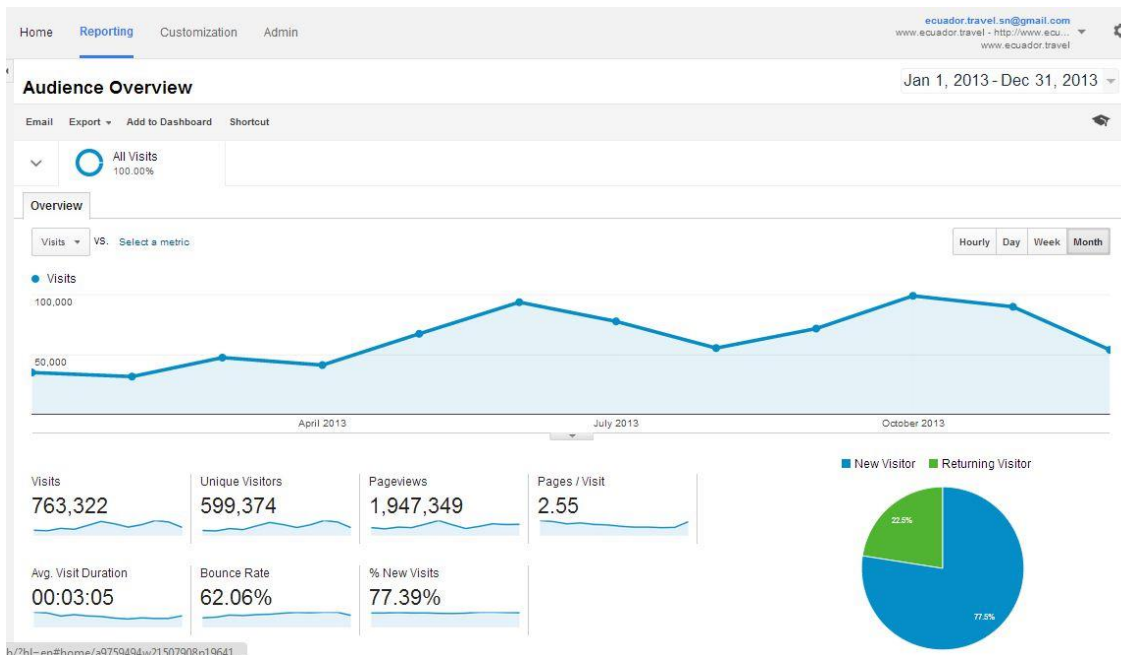 Home Reporting Customization Admin
ecuador.travel.sn@gmail.com
www.ecuador.travel - http://www.ecu...
www.ecuador.travel
Audience Overview
Jan 1, 2013 - Dec 31, 2013
Email Export Add to Dashboard Shortcut
All Visits
100.00%
Overview
Visits VS. Select a metric
Hourly Day Week Month
Visits
100,000
50,000
April 2013 July 2013 October 2013
New Visitor Returning Visitor
Visits Unique Visitors Pageviews Pages / Visit
763,322 599,374 1,947,349 2.55
22.5%
Avg. Visit Duration Bounce Rate % New Visits
00:03:05 62.06% 77.39%
77.5%